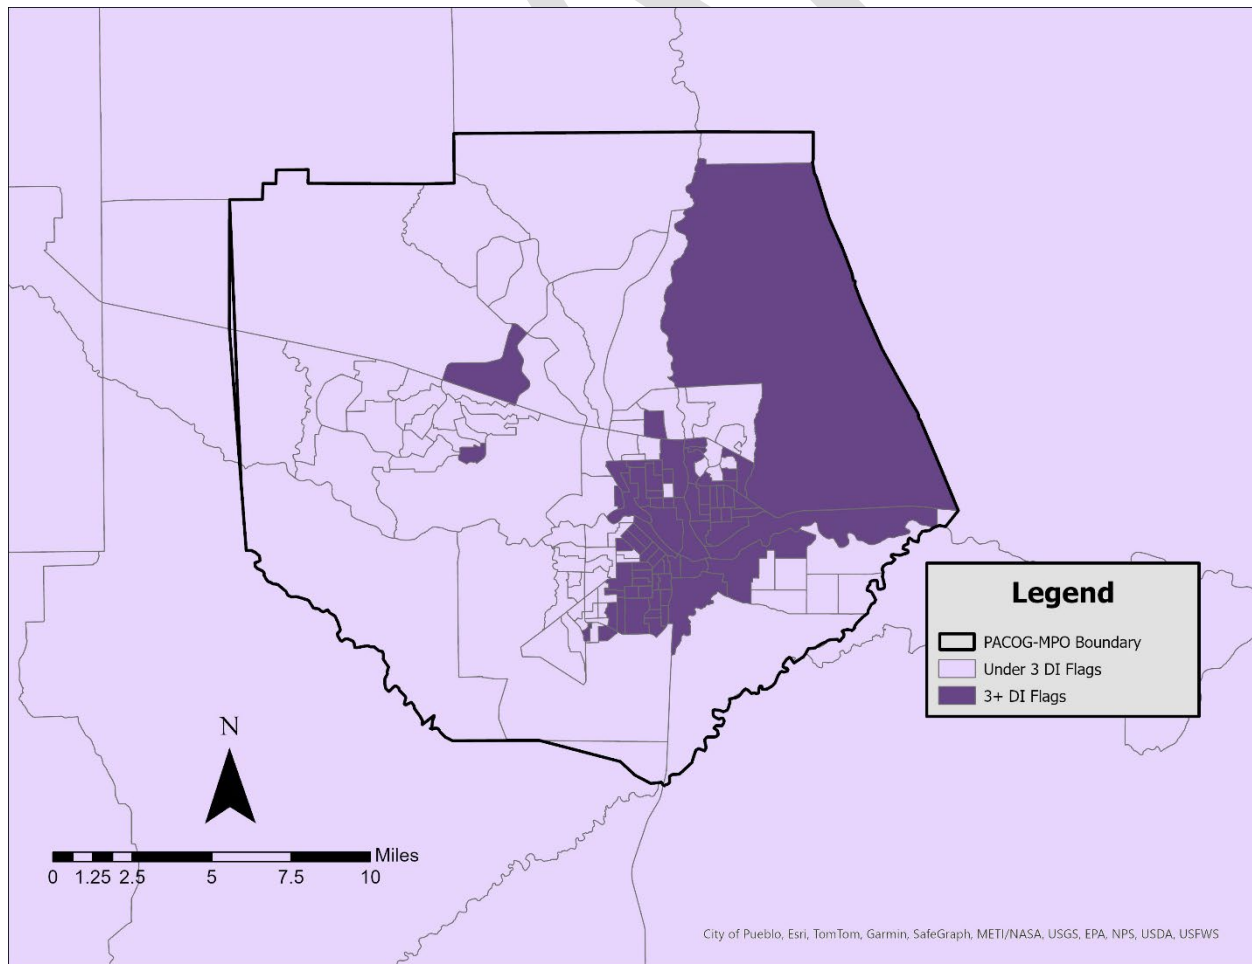 Legend
PACOG-MPO Boundary
Under 3 DI Flags
3+ DI Flags
N
Miles
0 1.25 2.5 5 7.5 10
City of Pueblo, Esri, TomTom, Garmin, SafeGraph, METI/NASA, USGS, EPA, NPS, USDA, USFWS